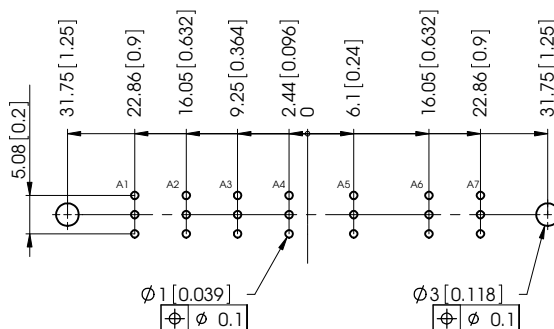 31.75 [1.25]
22.86 [0.9]
16.05 [0.632]
9.25 [0.364]
2.44 [0.096]
0
6.1 [0.24]
16.05 [0.632]
22.86 [0.9]
31.75 [1.25]
5.08 [0.2]
A1 A2 A3 A4 A5 A6 A7
Ø1 [0.039]
⌖ Ø 0.1
Ø3 [0.118]
⌖ Ø 0.1